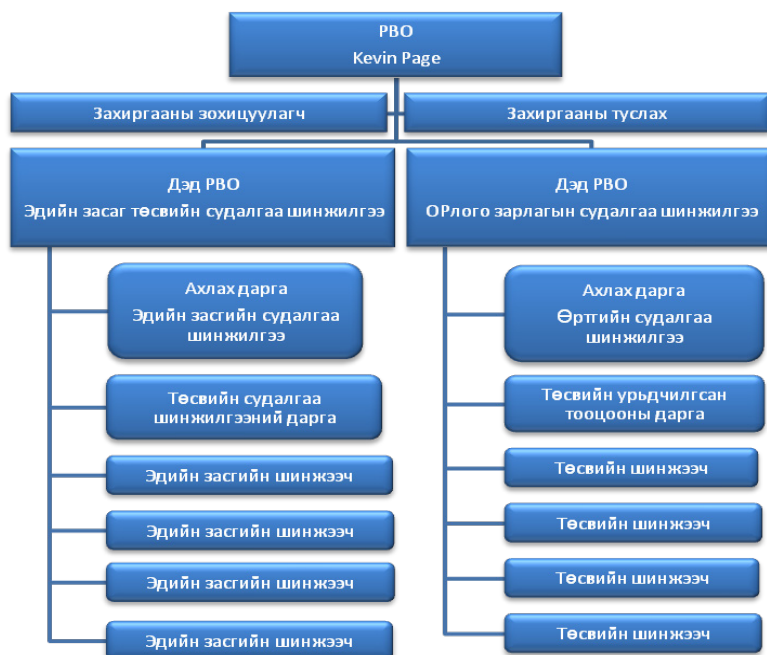 PBO
Kevin Page
Захиргааны зохицуулагч
Захиргааны туслах
Дэд PBO
Эдийн засаг төсвийн судалгаа шинжилгээ
Дэд PBO
ОРлого зарлагын судалгаа шинжилгээ
Ахлах дарга
Эдийн засгийн судалгаа
шинжилгээ
Төсвийн судалгаа
шинжилгээний дарга
Эдийн засгийн шинжээч
Эдийн засгийн шинжээч
Эдийн засгийн шинжээч
Эдийн засгийн шинжээч
Ахлах дарга
Өртгийн судалгаа
шинжилгээ
Төсвийн урьдчилгсан
тооцооны дарга
Төсвийн шинжээч
Төсвийн шинжээч
Төсвийн шинжээч
Төсвийн шинжээч